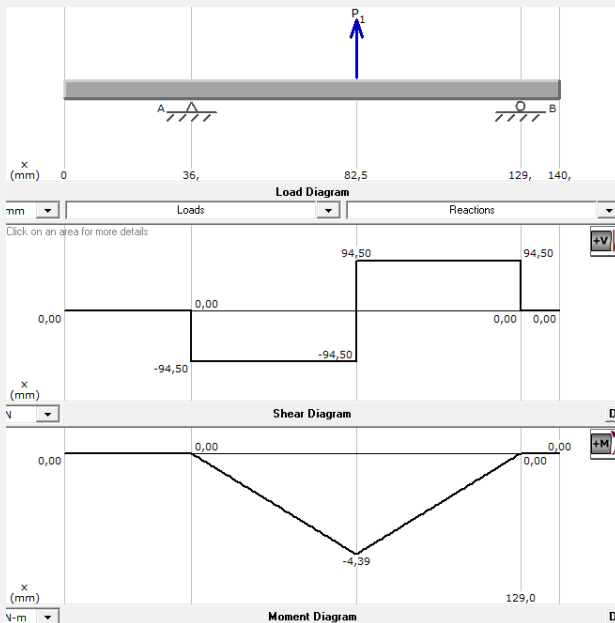 P1
A B
x
(mm) 0 36, 82,5 129, 140,
Load Diagram
mm Loads Reactions
Click on an area for more details
+V
94,50 94,50
0,00 0,00 0,00 0,00
-94,50 -94,50
x
(mm)
N Shear Diagram D
+M
0,00 0,00 0,00 0,00
-4,39
x
(mm) 129,0
N-m Moment Diagram D